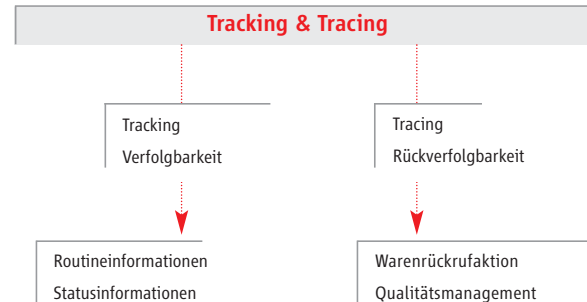 Tracking & Tracing
Tracking
Verfolgbarkeit
Tracing
Rückverfolgbarkeit
Routineinformationen
Statusinformationen
Warenrückrufaktion
Qualitätsmanagement